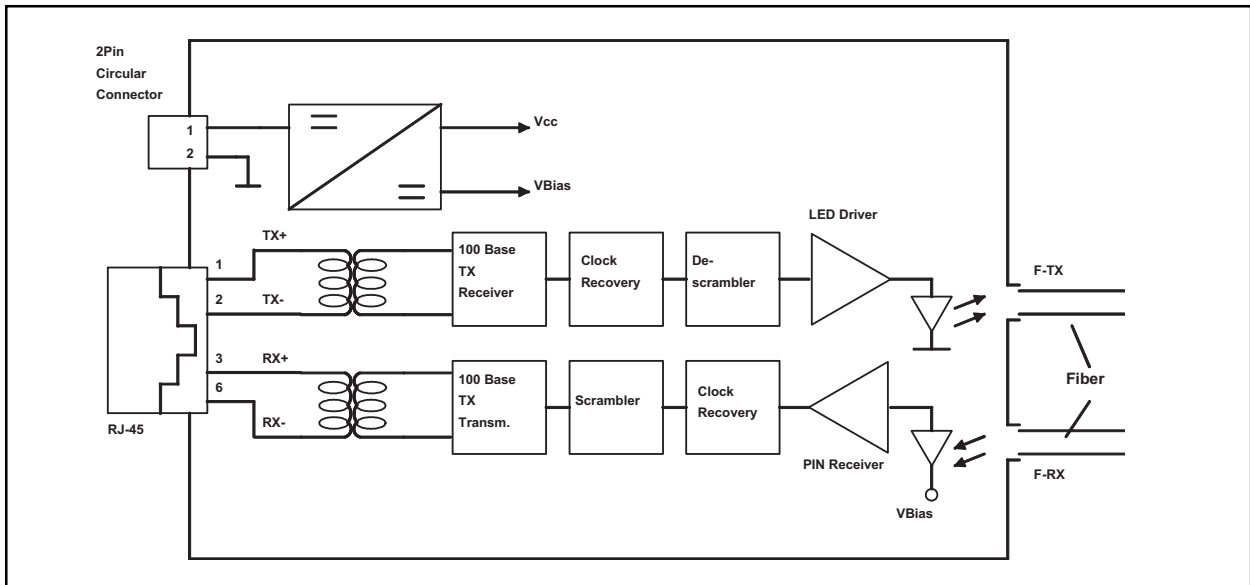 2Pin
Circular
Connector
1
2
Vcc
VBias
LED Driver
TX+
1
2
TX-
100 Base
TX
Receiver
Clock
Recovery
De-
scrambler
F-TX
3
6
RX+
RX-
RJ-45
100 Base
TX
Transm.
Scrambler
Clock
Recovery
PIN Receiver
VBias
Fiber
F-RX